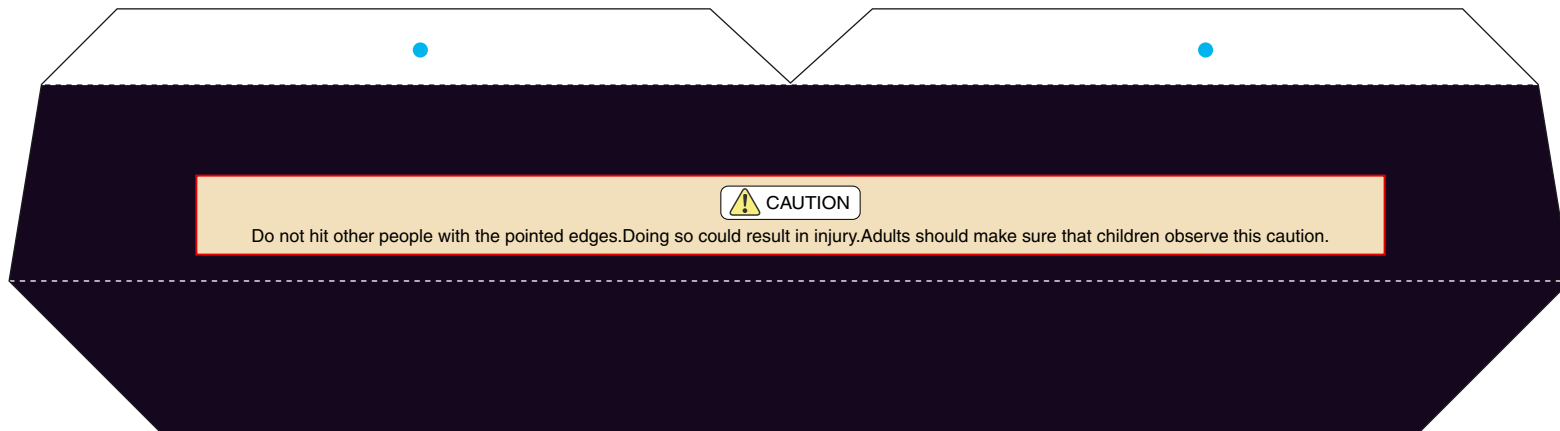 CAUTION
Do not hit other people with the pointed edges.Doing so could result in injury.Adults should make sure that children observe this caution.